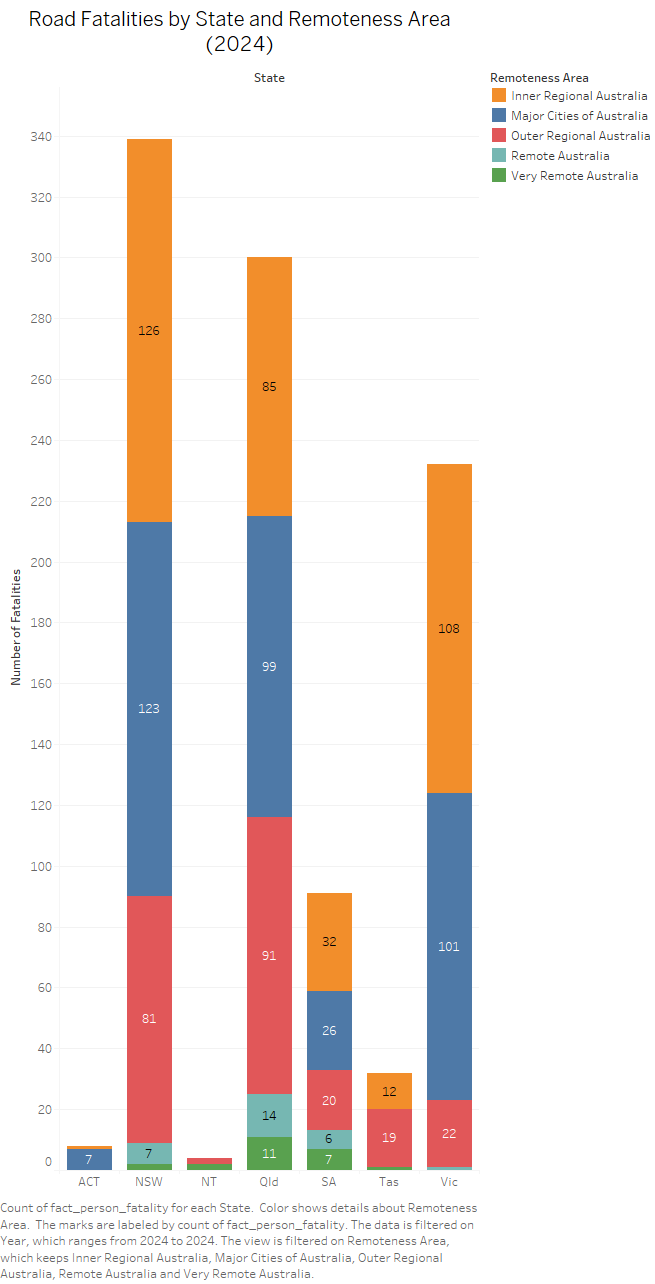 Road Fatalities by State and Remoteness Area
(2024)
State
Remoteness Area
Inner Regional Australia
Major Cities of Australia
Outer Regional Australia
Remote Australia
Very Remote Australia
Number of Fatalities
340
320
300
280
260
240
220
200
180
160
140
120
100
80
60
40
20
0
7
126
123
81
7
85
99
91
14
11
32
26
20
6
7
12
19
108
101
22
ACT NSW NT Qld SA Tas Vic
Count of fact_person_fatality for each State. Color shows details about Remoteness
Area. The marks are labeled by count of fact_person_fatality. The data is filtered on
Year, which ranges from 2024 to 2024. The view is filtered on Remoteness Area,
which keeps Inner Regional Australia, Major Cities of Australia, Outer Regional
Australia, Remote Australia and Very Remote Australia.